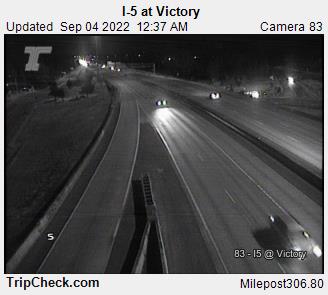 I-5 at Victory
Updated Sep 04 2022 12:37 AM Camera 83
T
S
83 - I5 @ Victory
TripCheck.com Milepost306.80